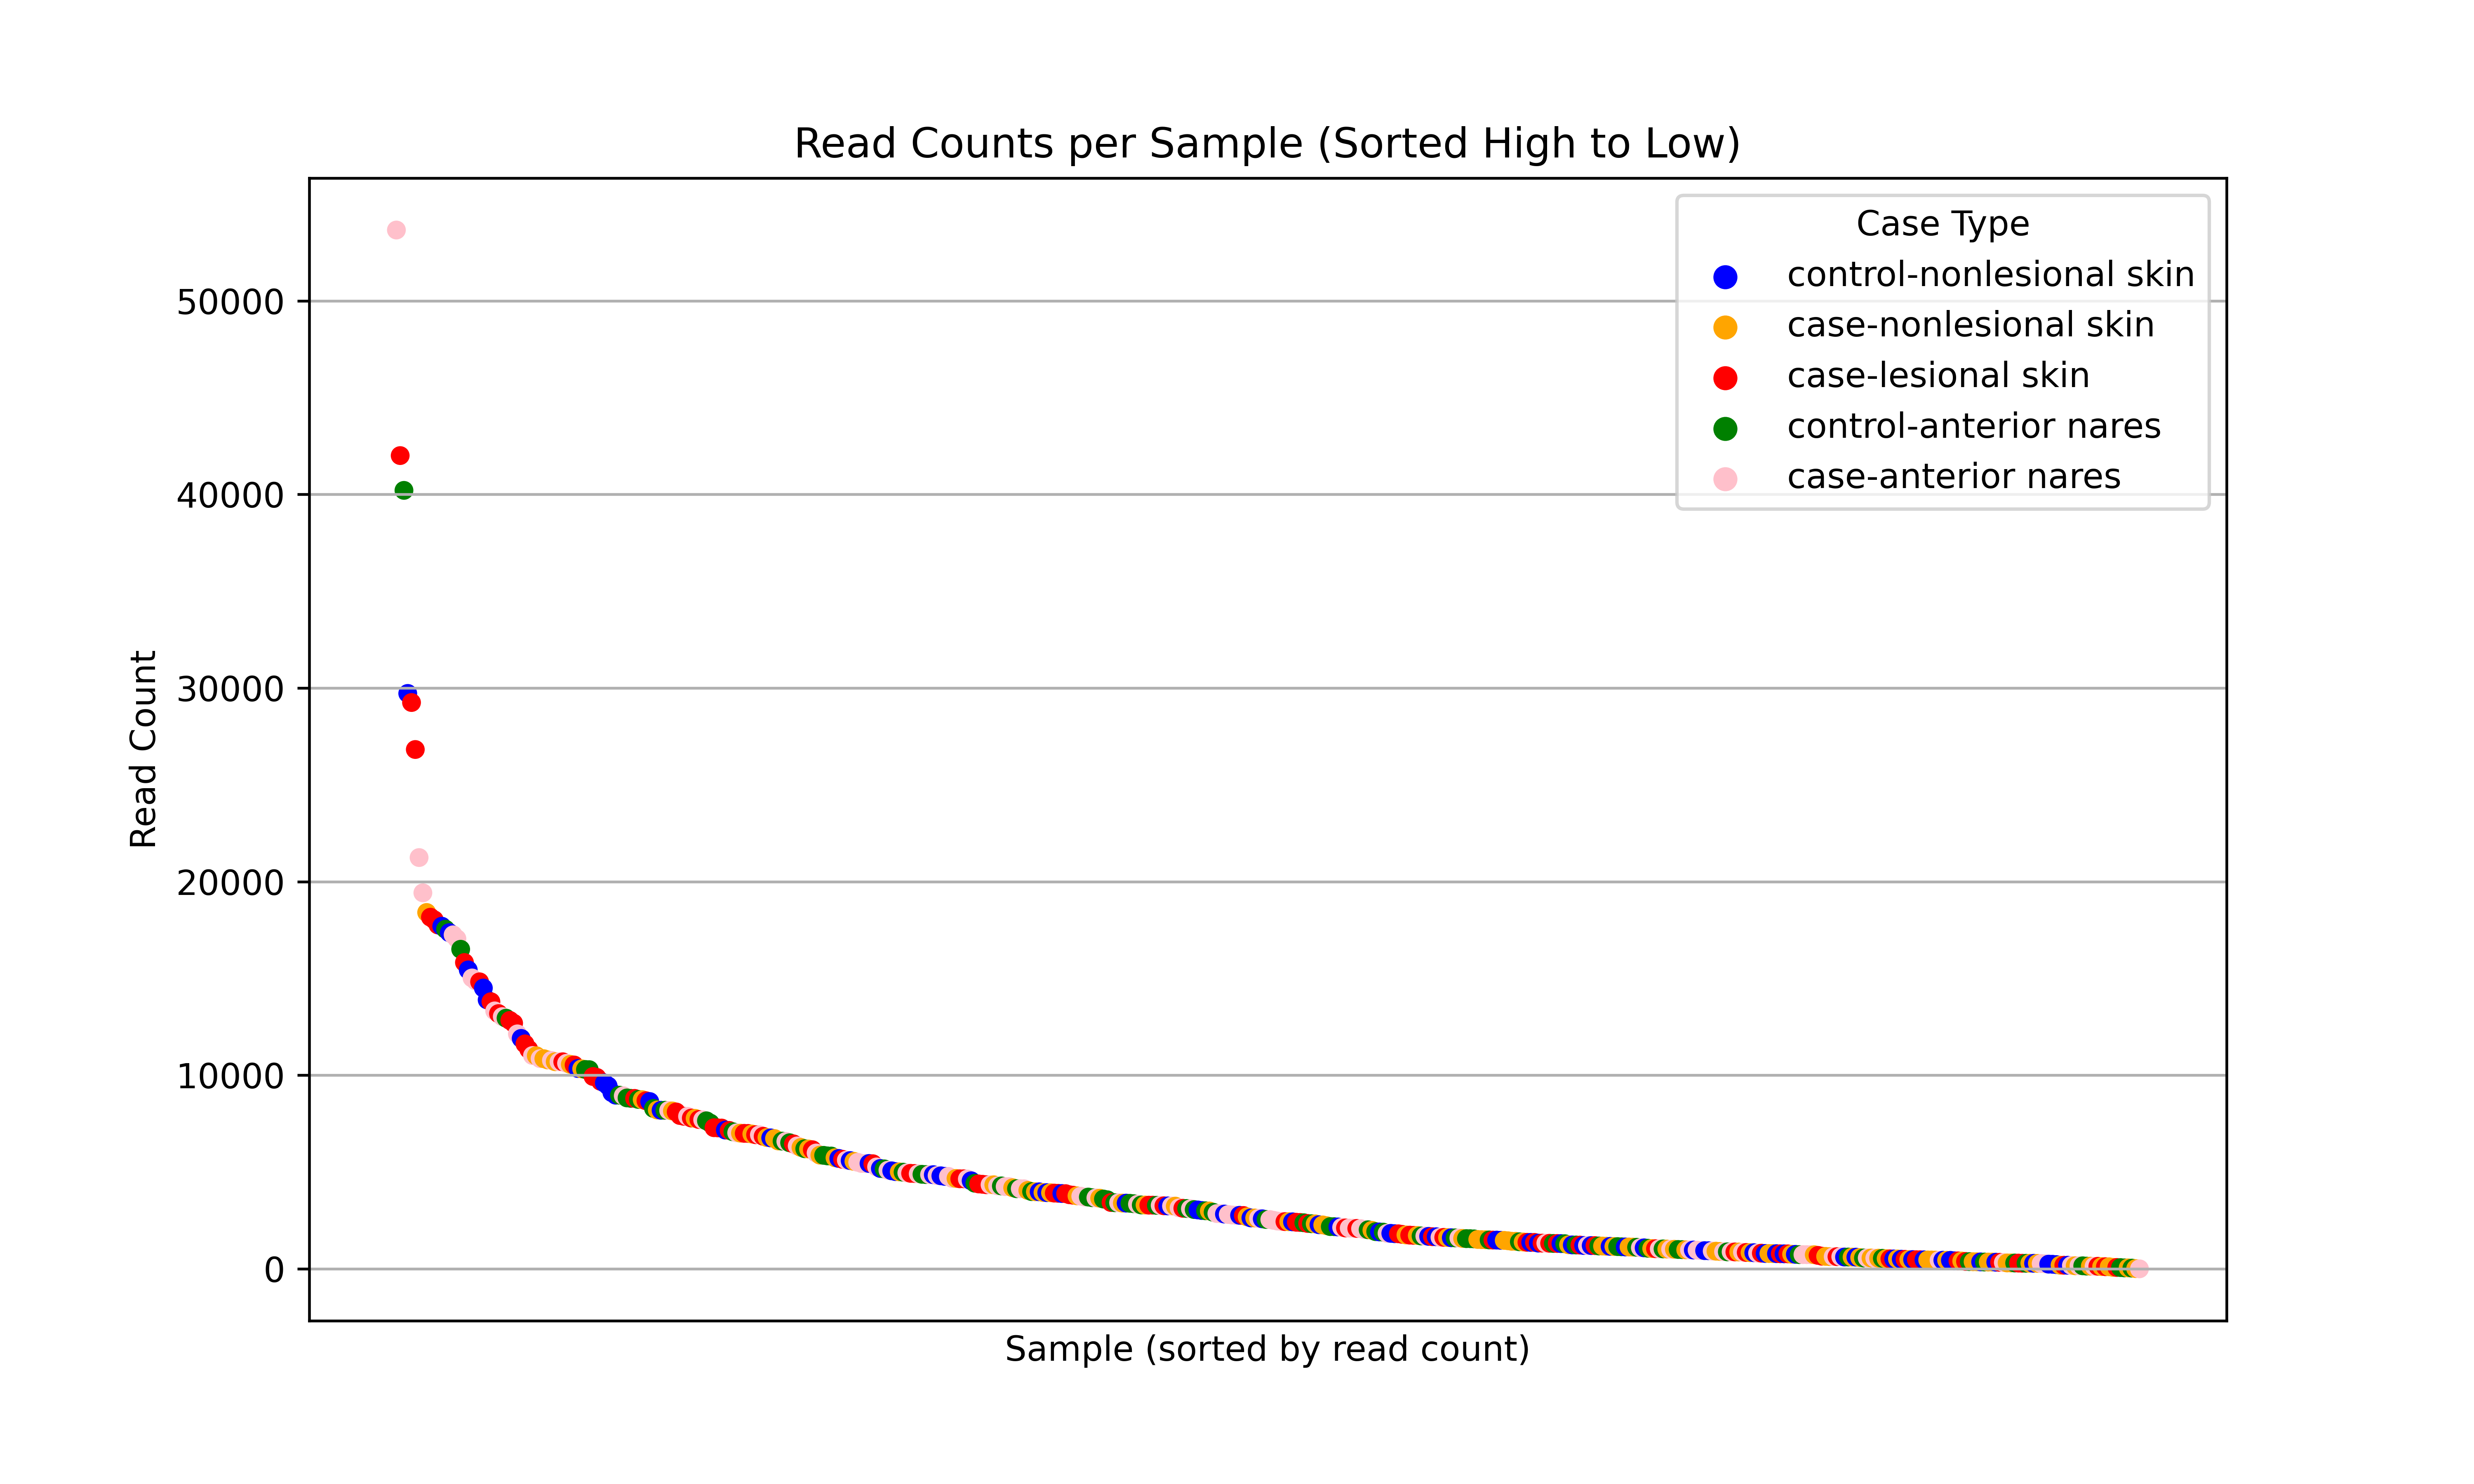 Read Counts per Sample (Sorted High to Low)
Case Type
control-nonlesional skin
case-nonlesional skin
case-lesional skin
control-anterior nares
case-anterior nares
50000
40000
30000
20000
10000
0
Read Count
Sample (sorted by read count)